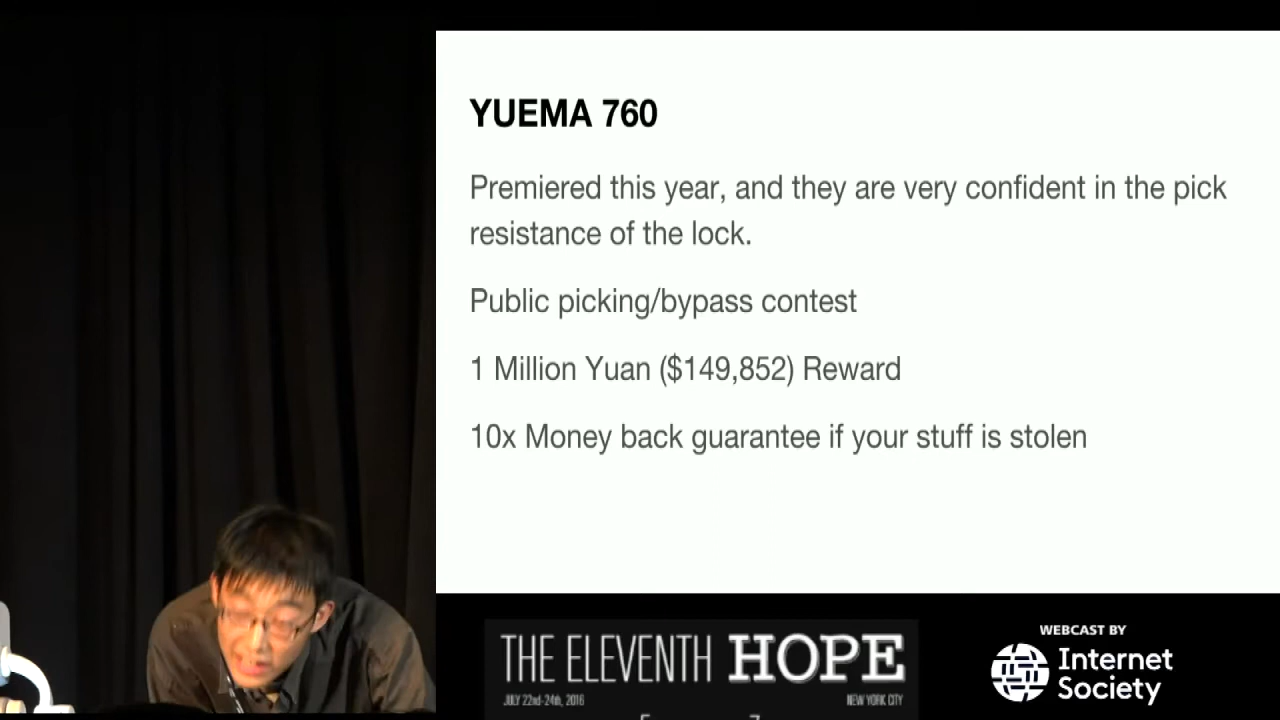 YUEMA 760
Premiered this year, and they are very confident in the pick
resistance of the lock.
Public picking/bypass contest
1 Million Yuan ($149,852) Reward
10x Money back guarantee if your stuff is stolen
THE ELEVENTH HOPE
JULY 22nd-24th, 2016 NEW YORK CITY
WEBCAST BY
Internet
Society